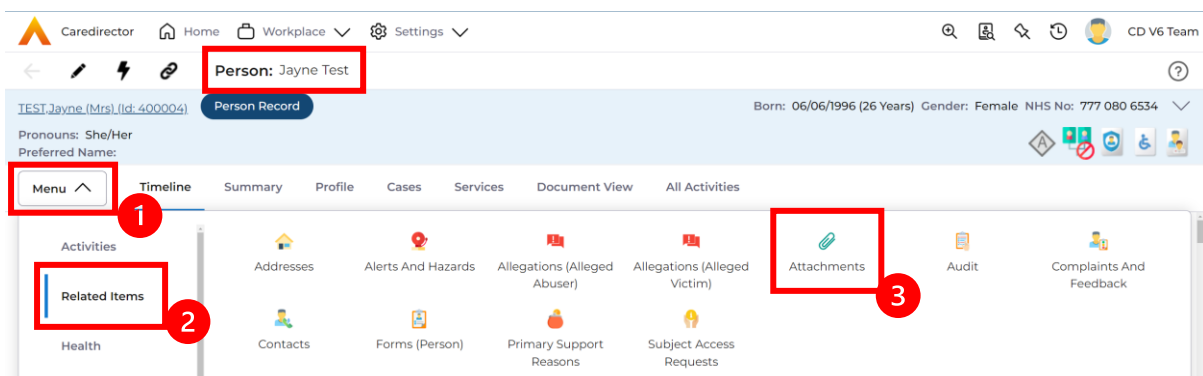 Caredirector Home Workplace Settings CD V6 Team
Person: Jayne Test
TEST,Jayne (Mrs) (Id: 400004) Person Record Born: 06/06/1996 (26 Years) Gender: Female NHS No: 777 080 6534
Pronouns: She/Her
Preferred Name:
A
Menu Timeline Summary Profile Cases Services Document View All Activities
1
Activities
Addresses Alerts And Hazards Allegations (Alleged Abuser) Allegations (Alleged Victim) Attachments Audit Complaints And Feedback
Related Items
2
3
Health
Contacts Forms (Person) Primary Support Reasons Subject Access Requests